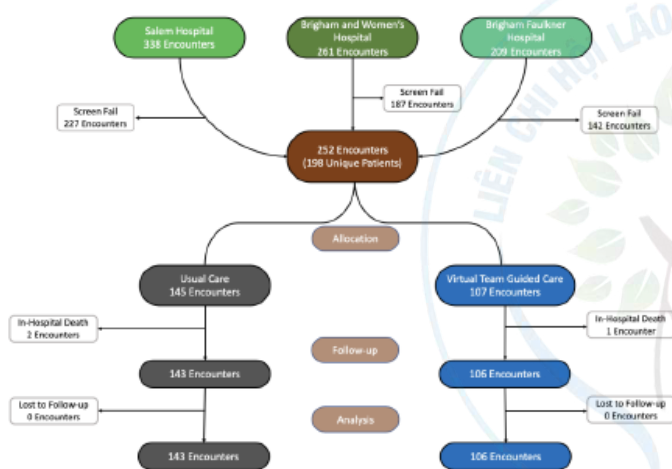 Salem Hospital
338 Encounters
Brigham and Women's
Hospital
261 Encounters
Brigham Faulkner
Hospital
209 Encounters
Screen Fail
227 Encounters
Screen Fail
187 Encounters
Screen Fail
142 Encounters
252 Encounters
(198 Unique Patients)
Allocation
Usual Care
145 Encounters
Virtual Team Guided Care
107 Encounters
In-Hospital Death
2 Encounters
In-Hospital Death
1 Encounter
Follow-up
143 Encounters
106 Encounters
Lost to Follow-up
0 Encounters
Lost to Follow-up
0 Encounters
Analysis
143 Encounters
106 Encounters
LIÊN CHI HỘI LÃO